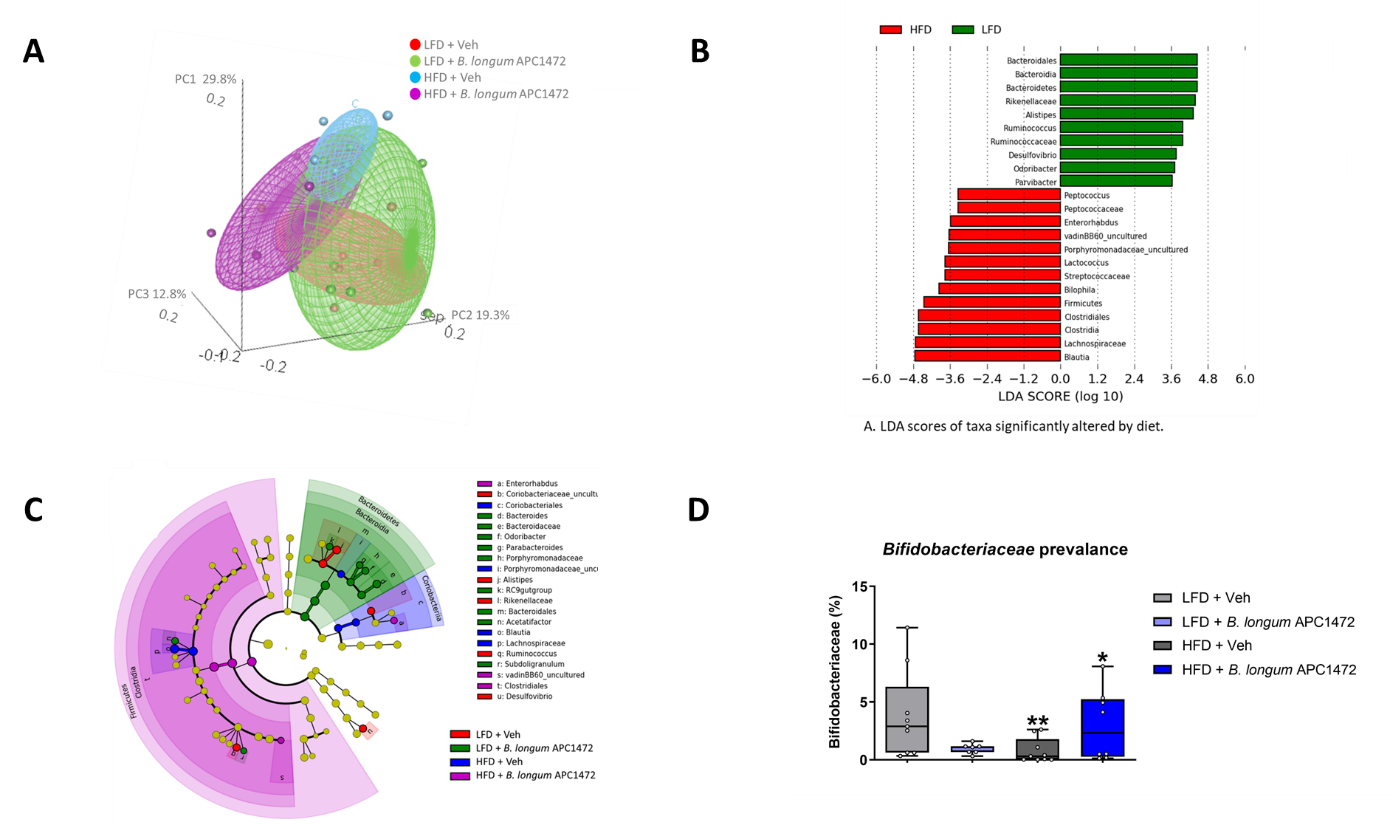 A
LFD + Veh
LFD + B. longum APC1472
HFD + Veh
HFD + B. longum APC1472
PC1 29.8%
0.2
C
PC3 12.8%
0.2
Sep
PC2 19.3%
0.2
-0.2
-0.2
B
HFD
LFD
Bacteroidales
Bacteroidia
Bacteroidetes
Rikenellaceae
Alistipes
Ruminococcus
Ruminococcaceae
Desulfovibrio
Odoribacter
Parvibacter
Peptococcus
Peptococcaceae
Enterorhabdus
vadinBB60_uncultured
Porphyromonadaceae_uncultured
Lactococcus
Streptococcaceae
Bilophila
Firmicutes
Clostridiales
Clostridia
Lachnospiraceae
Blautia
−6.0 −4.8 −3.6 −2.4 −1.2 0.0 1.2 2.4 3.6 4.8 6.0
LDA SCORE (log 10)
A. LDA scores of taxa significantly altered by diet.
C
Bacteroidetes
Bacteroidia
Coriobacteriia
Firmicutes
Clostridia
l
m
k
i
h
e
b
c
a
p
t
s
u
a: Enterorhabdus
b: Coriobacteriaceae_uncultu
c: Coriobacteriales
d: Bacteroides
e: Bacteroidaceae
f: Odoribacter
g: Parabacteroides
h: Porphyromonadaceae
i: Porphyromonadaceae_unc
j: Alistipes
k: RC9gutgroup
l: Rikenellaceae
m: Bacteroidales
n: Acetatifactor
o: Blautia
p: Lachnospiraceae
q: Ruminococcus
r: Subdoligranulum
s: vadinBB60_uncultured
t: Clostridiales
u: Desulfovibrio
LFD + Veh
LFD + B. longum APC1472
HFD + Veh
HFD + B. longum APC1472
D
Bifidobacteriaceae prevalance
Bifidobacteriaceae (%)
15
10
5
0
**
*
LFD + Veh
LFD + B. longum APC1472
HFD + Veh
HFD + B. longum APC1472